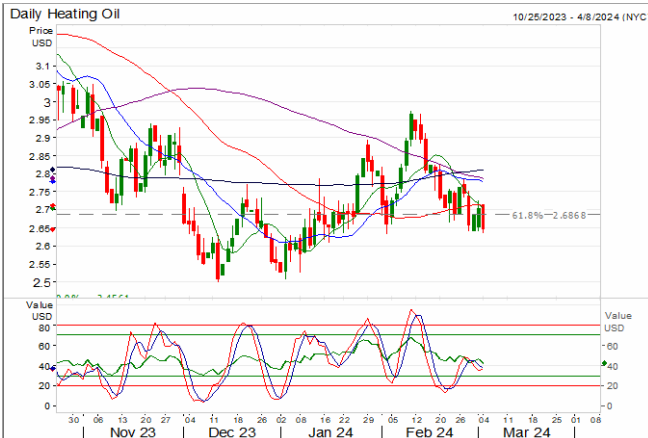 Daily Heating Oil
10/25/2023 - 4/8/2024 (NYC
Price
USD
3.1
3.05
3
2.95
2.9
2.85
2.8
2.75
2.7
2.65
2.6
2.55
2.5
61.8%—2.6868
Value
USD
80
60
40
20
0
Value
USD
60
40
20
0
30 06 13 20 27 04 11 18 26 02 08 16 22 29 05 12 20 26 04 11 18 25 01 08
Nov 23 Dec 23 Jan 24 Feb 24 Mar 24